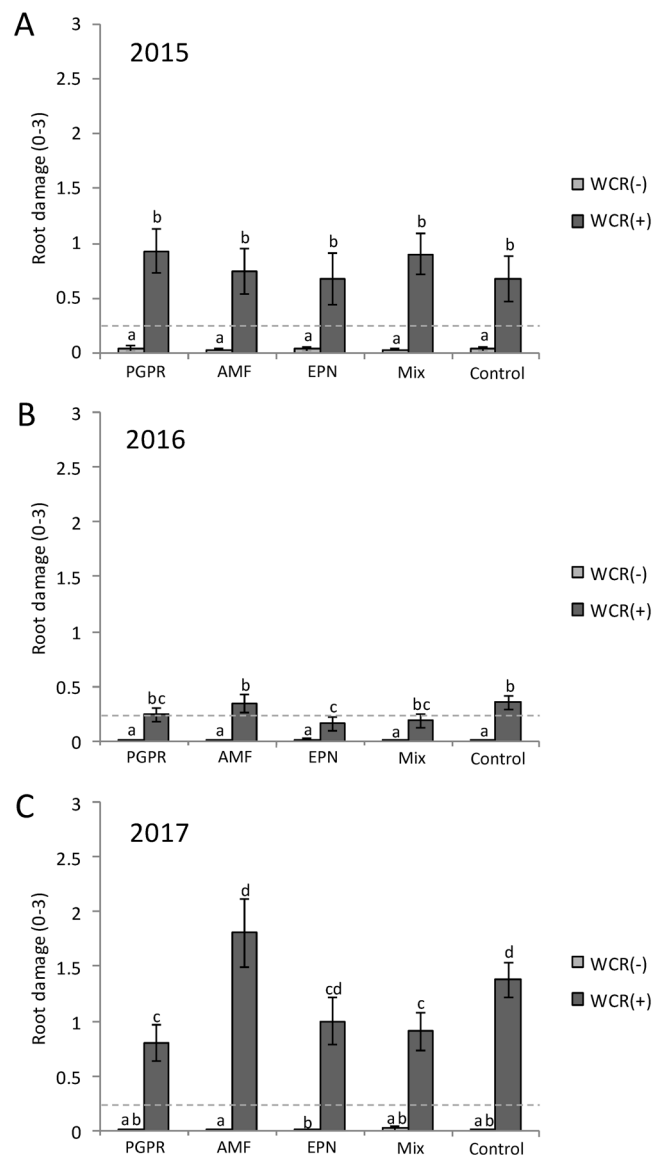 A
2015
Root damage (0-3)
3
2.5
2
1.5
1
0.5
0
b
b
b
b
b
a
a
a
a
a
PGPR
AMF
EPN
Mix
Control
WCR(-)
WCR(+)
B
2016
Root damage (0-3)
3
2.5
2
1.5
1
0.5
0
bc
b
c
bc
b
a
a
a
a
a
PGPR
AMF
EPN
Mix
Control
WCR(-)
WCR(+)
C
2017
Root damage (0-3)
3
2.5
2
1.5
1
0.5
0
c
d
cd
c
d
ab
a
b
ab
ab
PGPR
AMF
EPN
Mix
Control
WCR(-)
WCR(+)